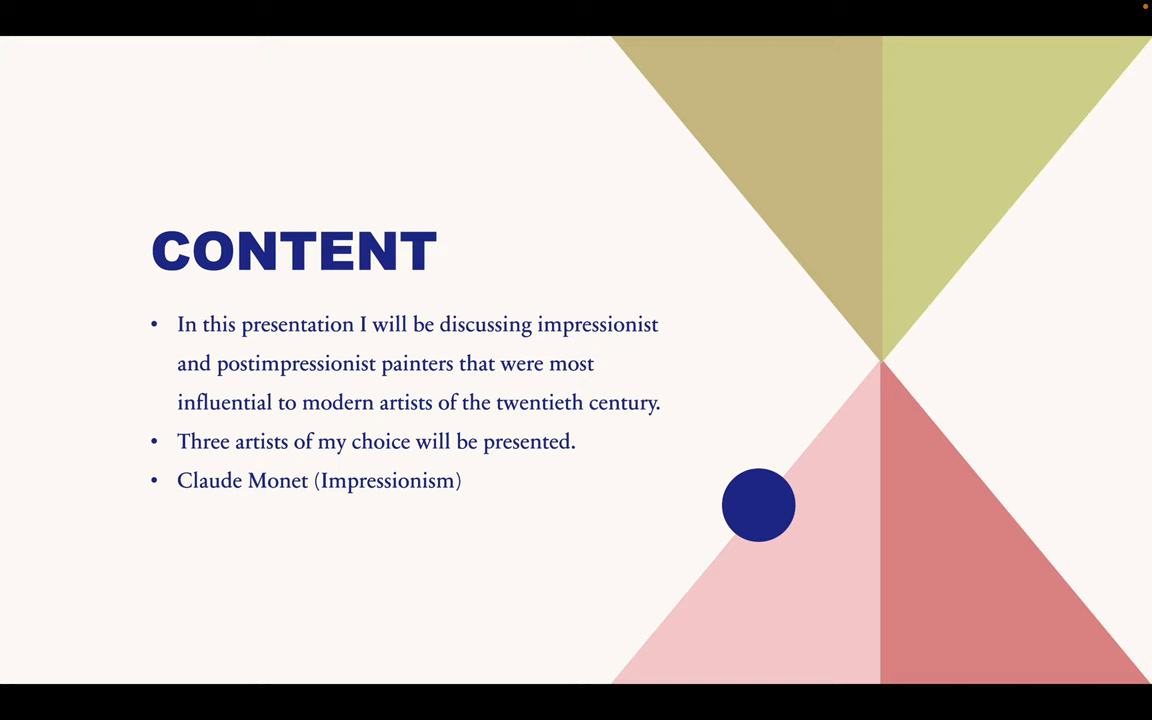 CONTENT
• In this presentation I will be discussing impressionist
and postimpressionist painters that were most
influential to modern artists of the twentieth century.
• Three artists of my choice will be presented.
• Claude Monet (Impressionism)